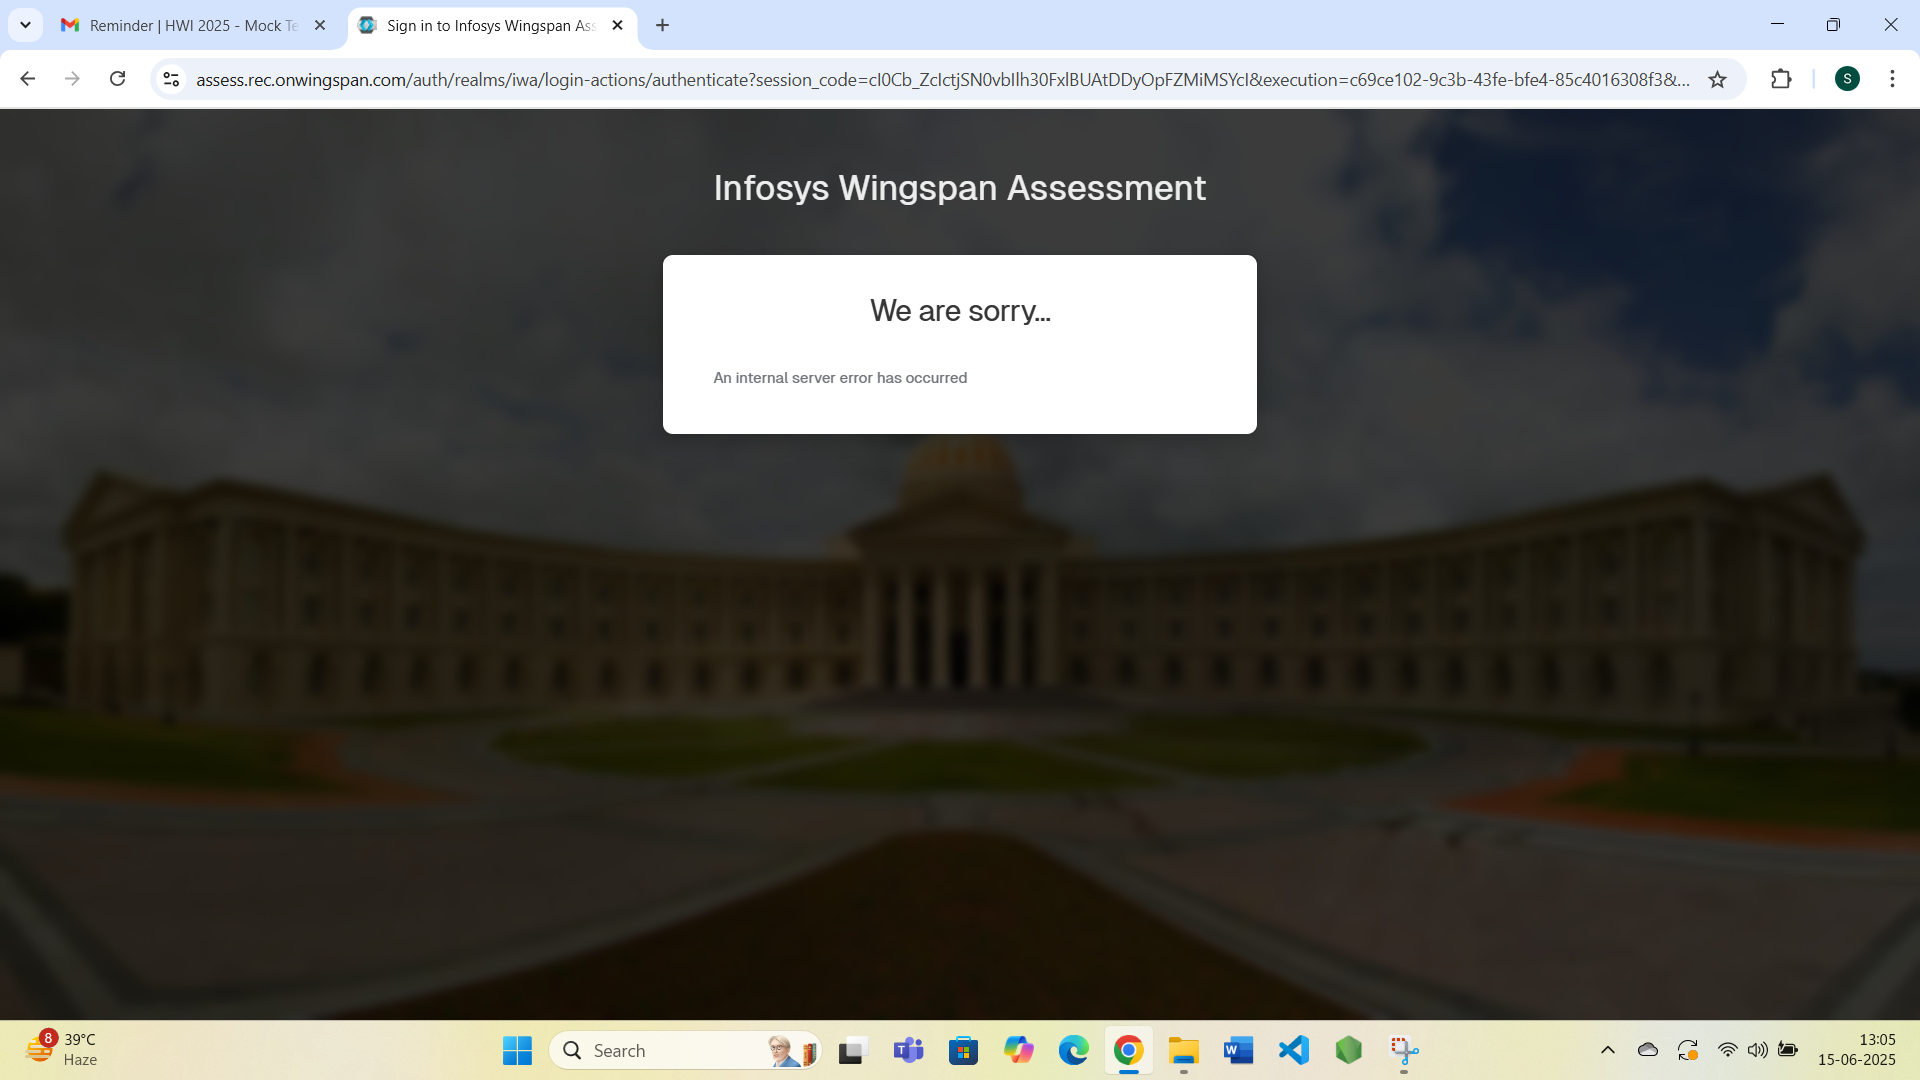 Reminder | HWI 2025 - Mock Te
Sign in to Infosys Wingspan Ass
assess.rec.onwingspan.com/auth/realms/iwa/login-actions/authenticate?session_code=cI0Cb_ZcIctjSN0vbIlh30FxlBUAtDDyOpFZMiMSYcI&execution=c69ce102-9c3b-43fe-bfe4-85c4016308f3&...
S
Infosys Wingspan Assessment
We are sorry...
An internal server error has occurred
8
39°C
Haze
Search
13:05
15-06-2025